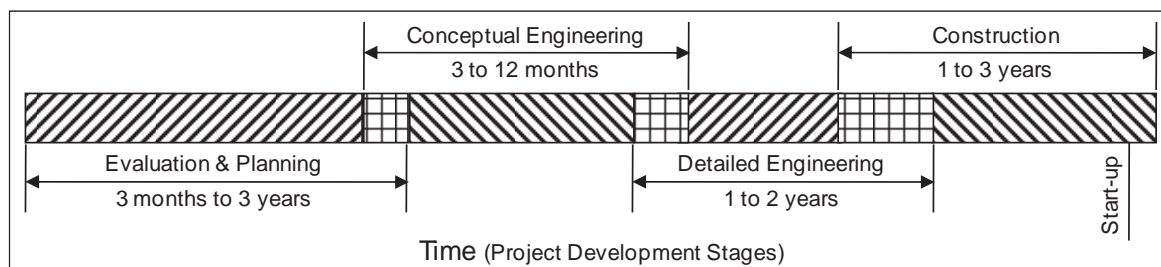 Conceptual Engineering
3 to 12 months
Construction
1 to 3 years
Evaluation & Planning
3 months to 3 years
Detailed Engineering
1 to 2 years
Start-up
Time (Project Development Stages)